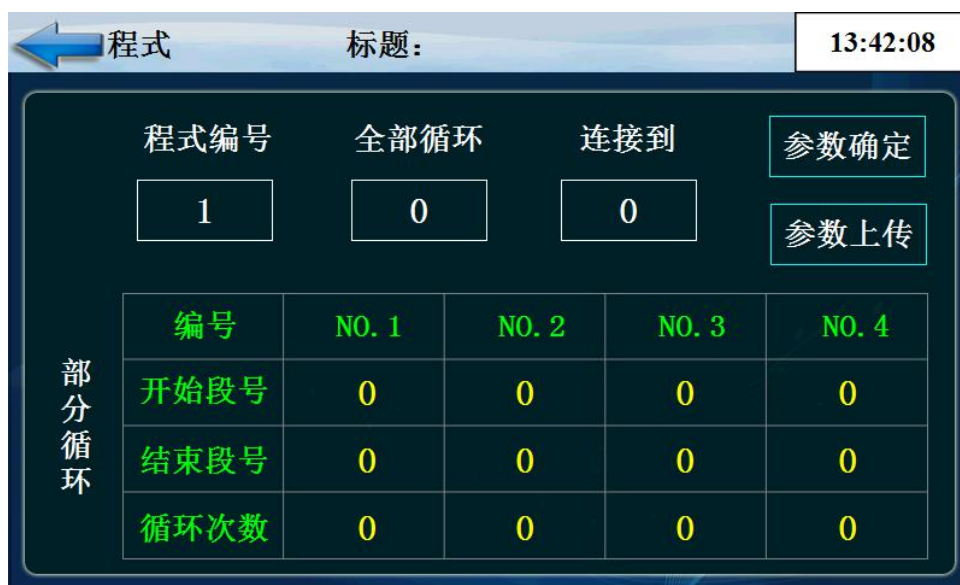 程式 标题： 13:42:08
程式编号 全部循环 连接到 参数确定
1 0 0
参数上传
部分循环
编号 NO. 1 NO. 2 NO. 3 NO. 4
开始段号 0 0 0 0
结束段号 0 0 0 0
循环次数 0 0 0 0